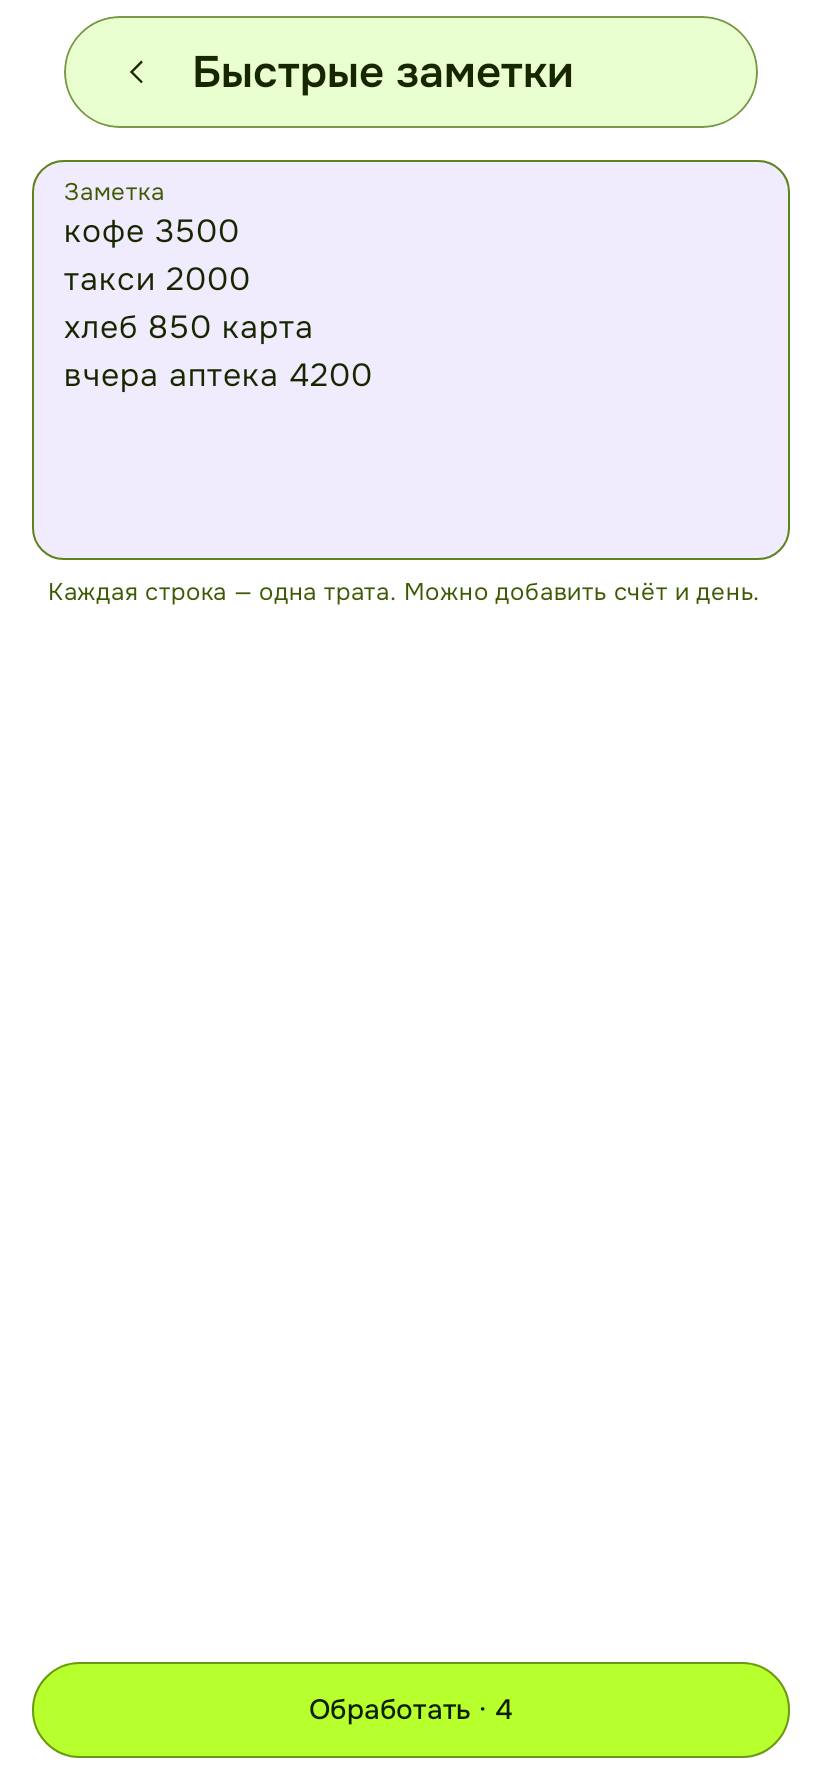 Быстрые заметки
Заметка
кофе 3500
такси 2000
хлеб 850 карта
вчера аптека 4200
Каждая строка — одна трата. Можно добавить счёт и день.
Обработать · 4